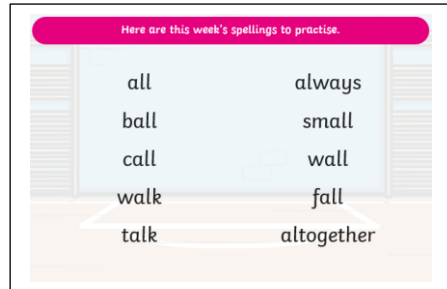 Here are this week's spellings to practise.
all always
ball small
call wall
walk fall
talk altogether